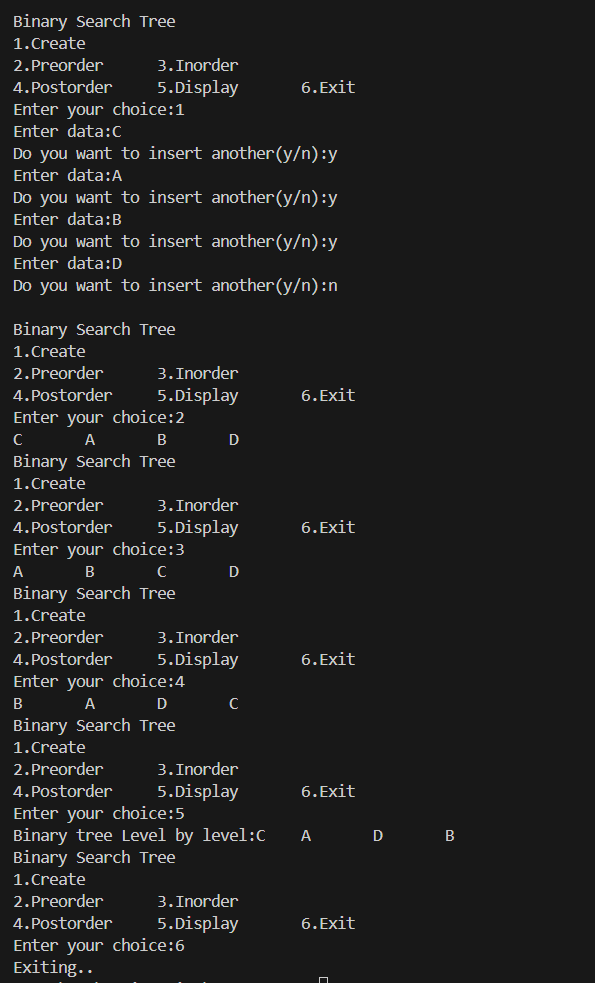 Binary Search Tree
1.Create
2.Preorder      3.Inorder
4.Postorder     5.Display       6.Exit
Enter your choice:1
Enter data:C
Do you want to insert another(y/n):y
Enter data:A
Do you want to insert another(y/n):y
Enter data:B
Do you want to insert another(y/n):y
Enter data:D
Do you want to insert another(y/n):n

Binary Search Tree
1.Create
2.Preorder      3.Inorder
4.Postorder     5.Display       6.Exit
Enter your choice:2
C       A       B       D
Binary Search Tree
1.Create
2.Preorder      3.Inorder
4.Postorder     5.Display       6.Exit
Enter your choice:3
A       B       C       D
Binary Search Tree
1.Create
2.Preorder      3.Inorder
4.Postorder     5.Display       6.Exit
Enter your choice:4
B       A       D       C
Binary Search Tree
1.Create
2.Preorder      3.Inorder
4.Postorder     5.Display       6.Exit
Enter your choice:5
Binary tree Level by level:C    A       D       B
Binary Search Tree
1.Create
2.Preorder      3.Inorder
4.Postorder     5.Display       6.Exit
Enter your choice:6
Exiting..